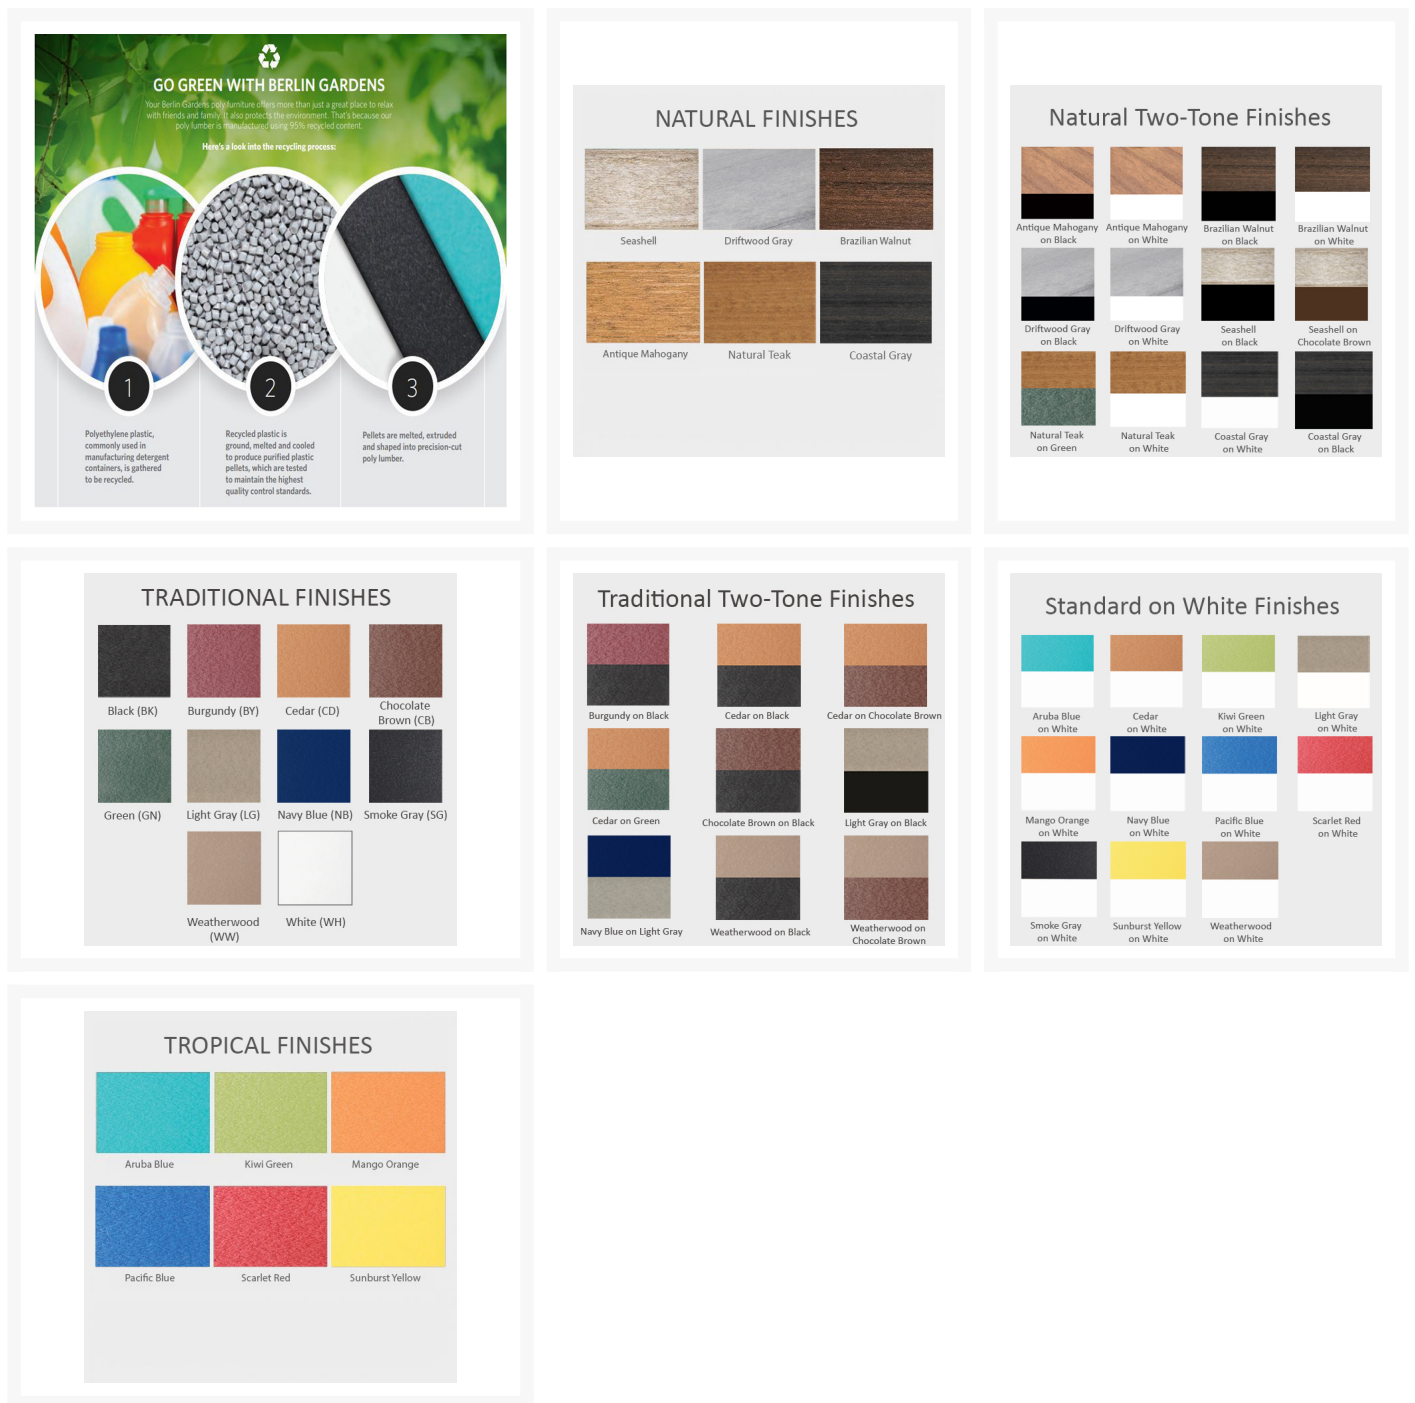 GO GREEN WITH BERLIN GARDENS
Your Berlin Gardens poly furniture offers more than just a great place to relax
with friends and family. It also protects the environment. That's because our
poly lumber is manufactured using 95% recycled content.
Here's a look into the recycling process:
1
2
3
Polyethylene plastic,
commonly used in
manufacturing detergent
containers, is gathered
to be recycled.
Recycled plastic is
ground, melted and cooled
to produce purified plastic
pellets, which are tested
to maintain the highest
quality control standards.
Pellets are melted, extruded
and shaped into precision-cut
poly lumber.
NATURAL FINISHES
Seashell
Driftwood Gray
Brazilian Walnut
Antique Mahogany
Natural Teak
Coastal Gray
Natural Two-Tone Finishes
Antique Mahogany
on Black
Antique Mahogany
on White
Brazilian Walnut
on Black
Brazilian Walnut
on White
Driftwood Gray
on Black
Driftwood Gray
on White
Seashell
on Black
Seashell on
Chocolate Brown
Natural Teak
on Green
Natural Teak
on White
Coastal Gray
on White
Coastal Gray
on Black
TRADITIONAL FINISHES
Black (BK)
Burgundy (BY)
Cedar (CD)
Chocolate
Brown (CB)
Green (GN)
Light Gray (LG)
Navy Blue (NB)
Smoke Gray (SG)
Weatherwood
(WW)
White (WH)
Traditional Two-Tone Finishes
Burgundy on Black
Cedar on Black
Cedar on Chocolate Brown
Cedar on Green
Chocolate Brown on Black
Light Gray on Black
Navy Blue on Light Gray
Weatherwood on Black
Weatherwood on
Chocolate Brown
Standard on White Finishes
Aruba Blue
on White
Cedar
on White
Kiwi Green
on White
Light Gray
on White
Mango Orange
on White
Navy Blue
on White
Pacific Blue
on White
Scarlet Red
on White
Smoke Gray
on White
Sunburst Yellow
on White
Weatherwood
on White
TROPICAL FINISHES
Aruba Blue
Kiwi Green
Mango Orange
Pacific Blue
Scarlet Red
Sunburst Yellow